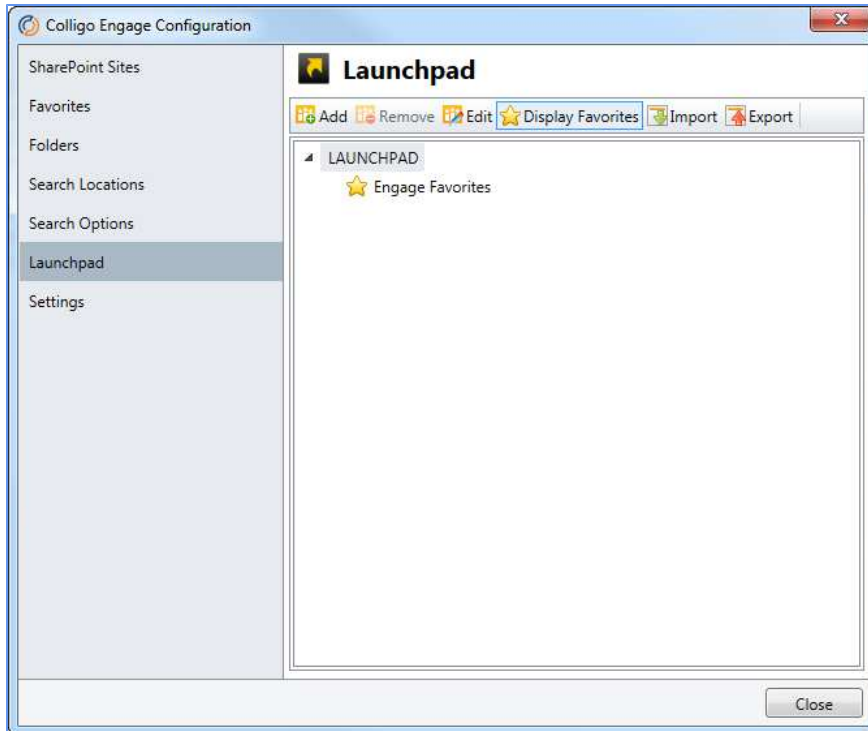 Colligo Engage Configuration
SharePoint Sites
Favorites
Folders
Search Locations
Search Options
Launchpad
Settings
Launchpad
Add Remove Edit Display Favorites Import Export
LAUNCHPAD
Engage Favorites
Close